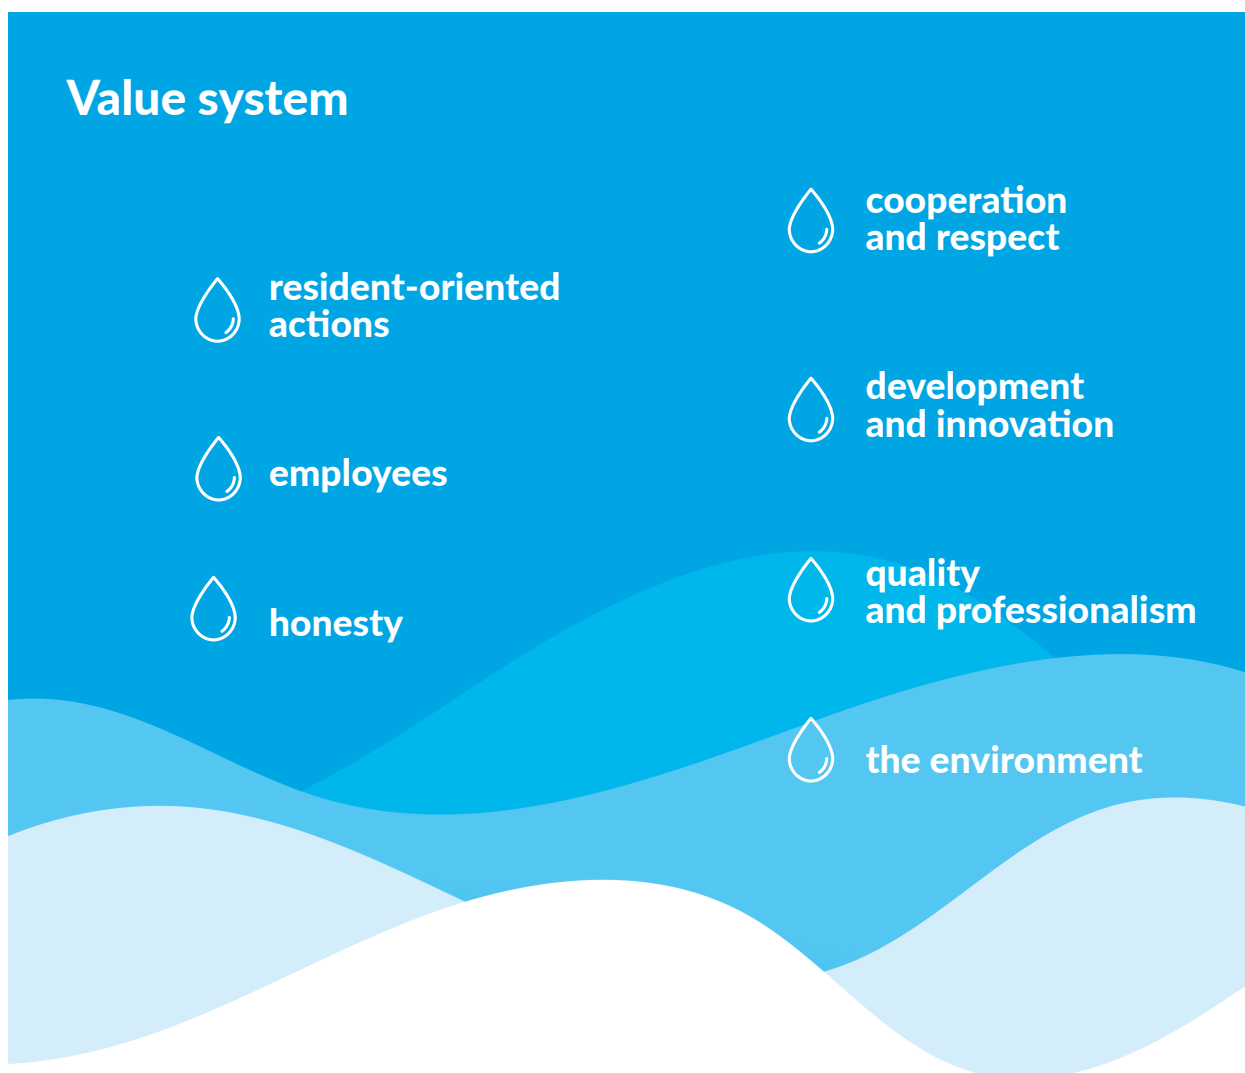 Value system
resident-oriented
actions
employees
honesty
cooperation
and respect
development
and innovation
quality
and professionalism
the environment